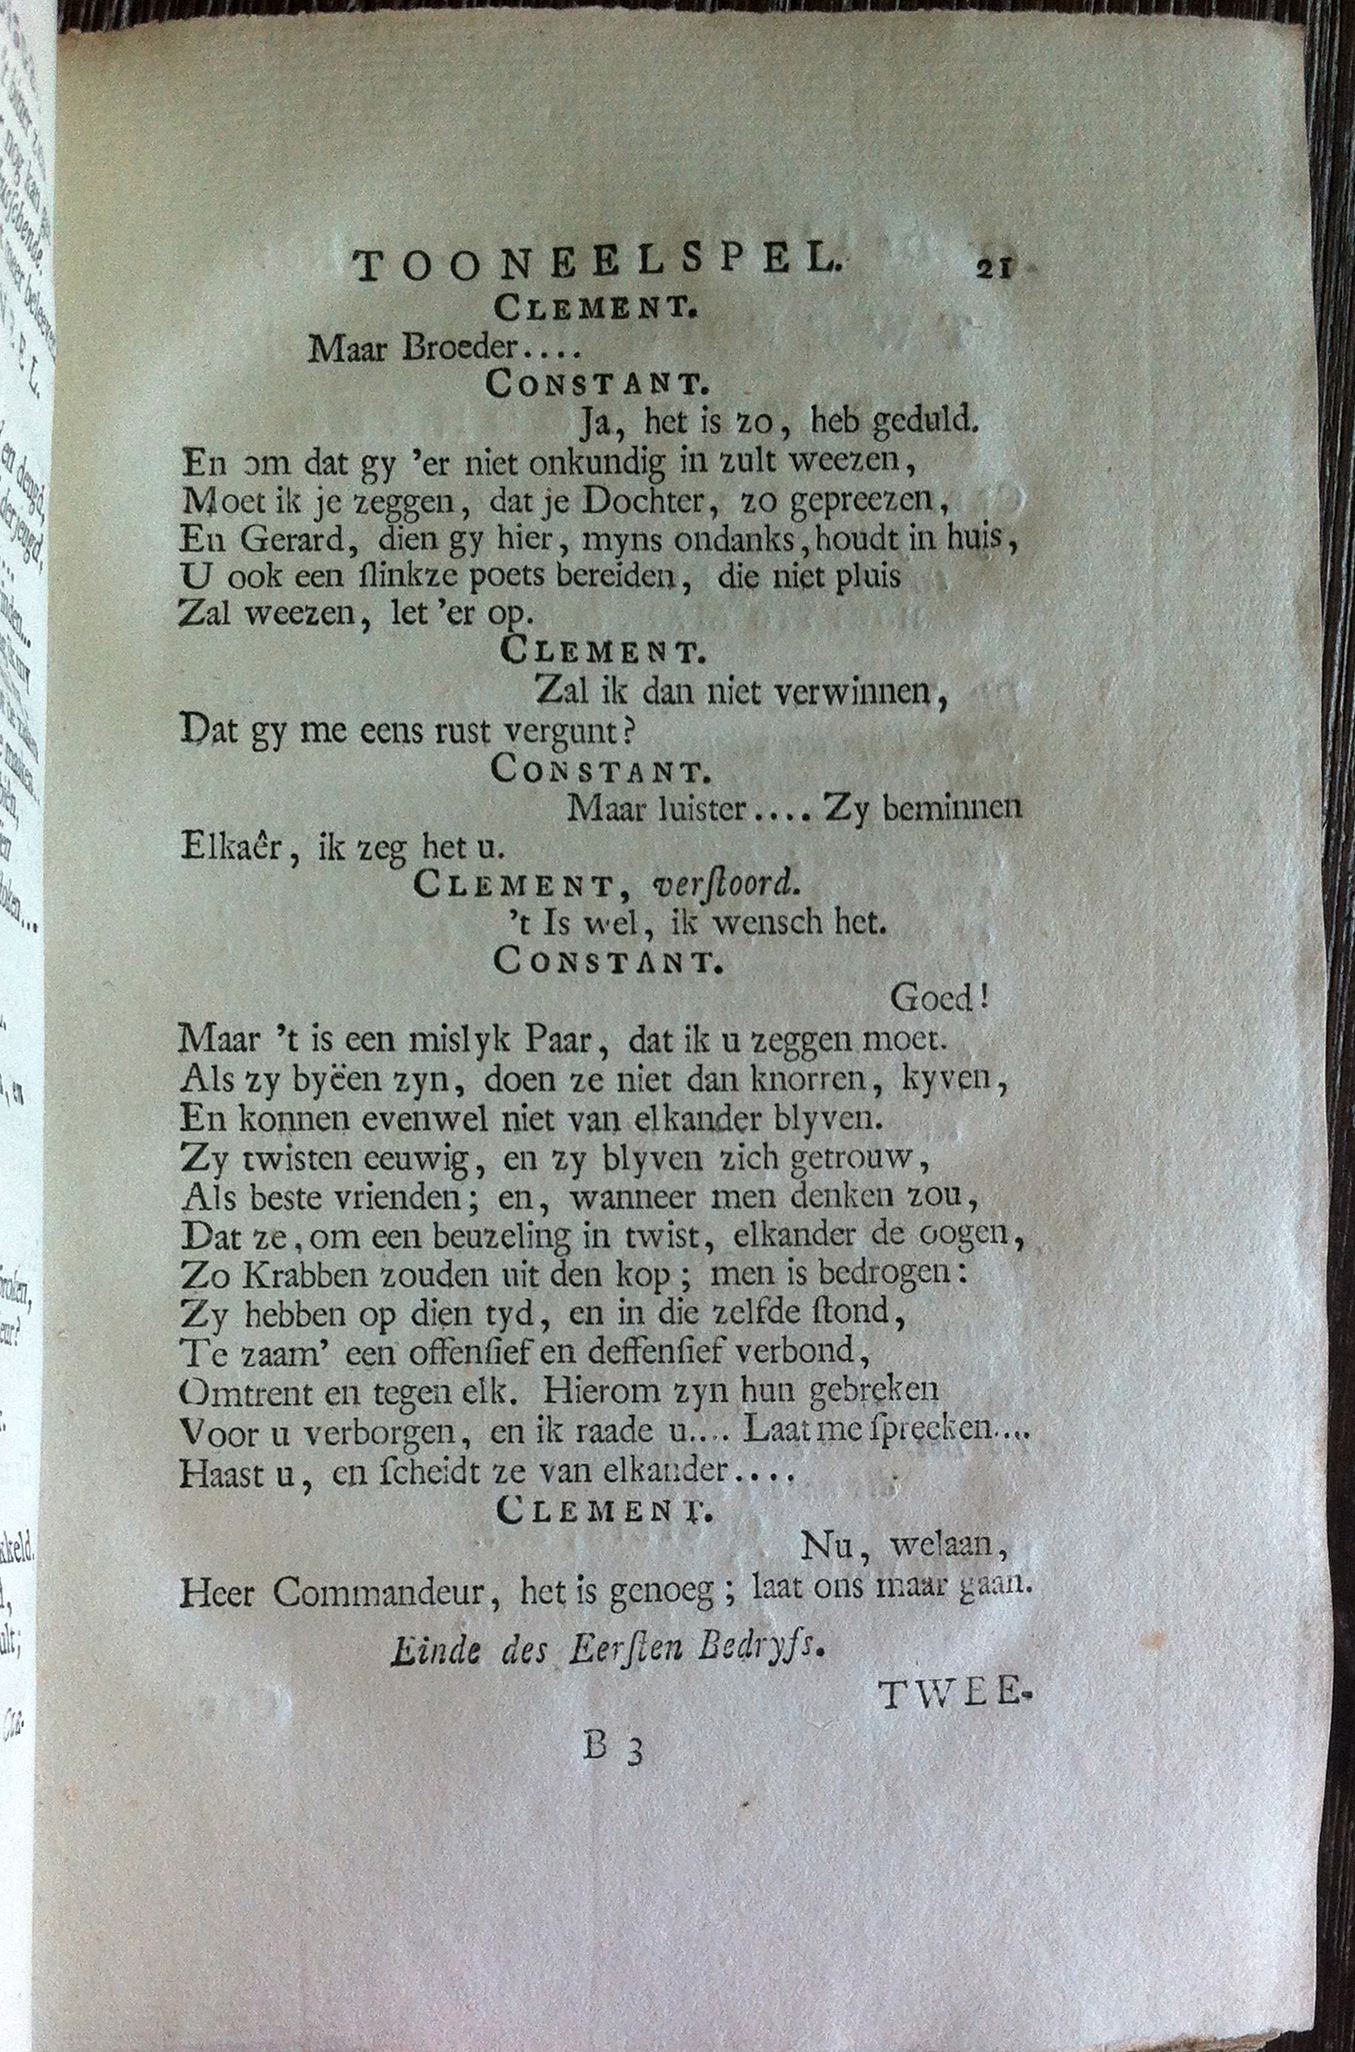 TOONEELSPEL. 21
CLEMENT.
Maar Broeder....
CONSTANT.
Ja, het is zo, heb geduld.
En om dat gy 'er niet onkundig in zult weezen,
Moet ik je zeggen, dat je Dochter, zo gepreezen,
En Gerard, dien gy hier, myns ondanks, houdt in huis,
U ook een ſlinkze poets bereiden, die niet pluis
Zal weezen, let 'er op.
CLEMENT.
Zal ik dan niet verwinnen,
Dat gy me eens rust vergunt?
CONSTANT.
Maar luister.... Zy beminnen
Elkaêr, ik zeg het u.
CLEMENT, verſtoord.
't Is wel, ik wensch het.
CONSTANT.
Goed!
Maar 't is een mislyk Paar, dat ik u zeggen moet.
Als zy byëen zyn, doen ze niet dan knorren, kyven,
En konnen evenwel niet van elkander blyven.
Zy twisten eeuwig, en zy blyven zich getrouw,
Als beste vrienden; en, wanneer men denken zou,
Dat ze, om een beuzeling in twist, elkander de oogen,
Zo Krabben zouden uit den kop; men is bedrogen:
Zy hebben op dien tyd, en in die zelfde ſtond,
Te zaam' een offenſief en deffenſief verbond,
Omtrent en tegen elk. Hierom zyn hun gebreken
Voor u verborgen, en ik raade u.... Laat me ſpreeken....
Haast u, en ſcheidt ze van elkander....
CLEMENT.
Nu, welaan,
Heer Commandeur, het is genoeg; laat ons maar gaan.
Einde des Eerſten Bedryfs.
TWEE-
B 3